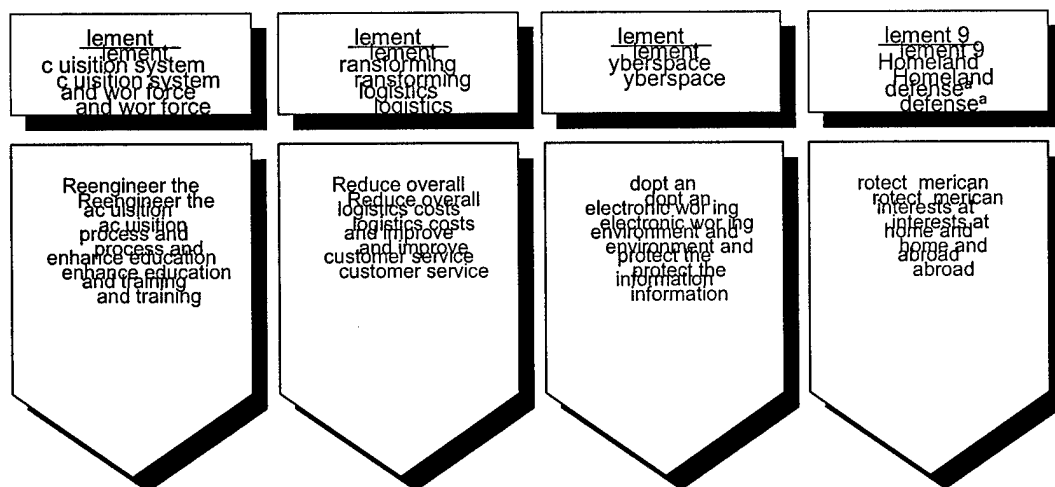 lement
c uisition system
and wor force
lement
ransforming
logistics
lement
yberspace
lement 9
Homeland
defenseª
Reengineer the
ac uisition
process and
enhance education
and training
Reduce overall
logistics costs
and improve
customer service
dopt an
electronic wor ing
environment and
protect the
information
rotect merican
interests at
home and
abroad